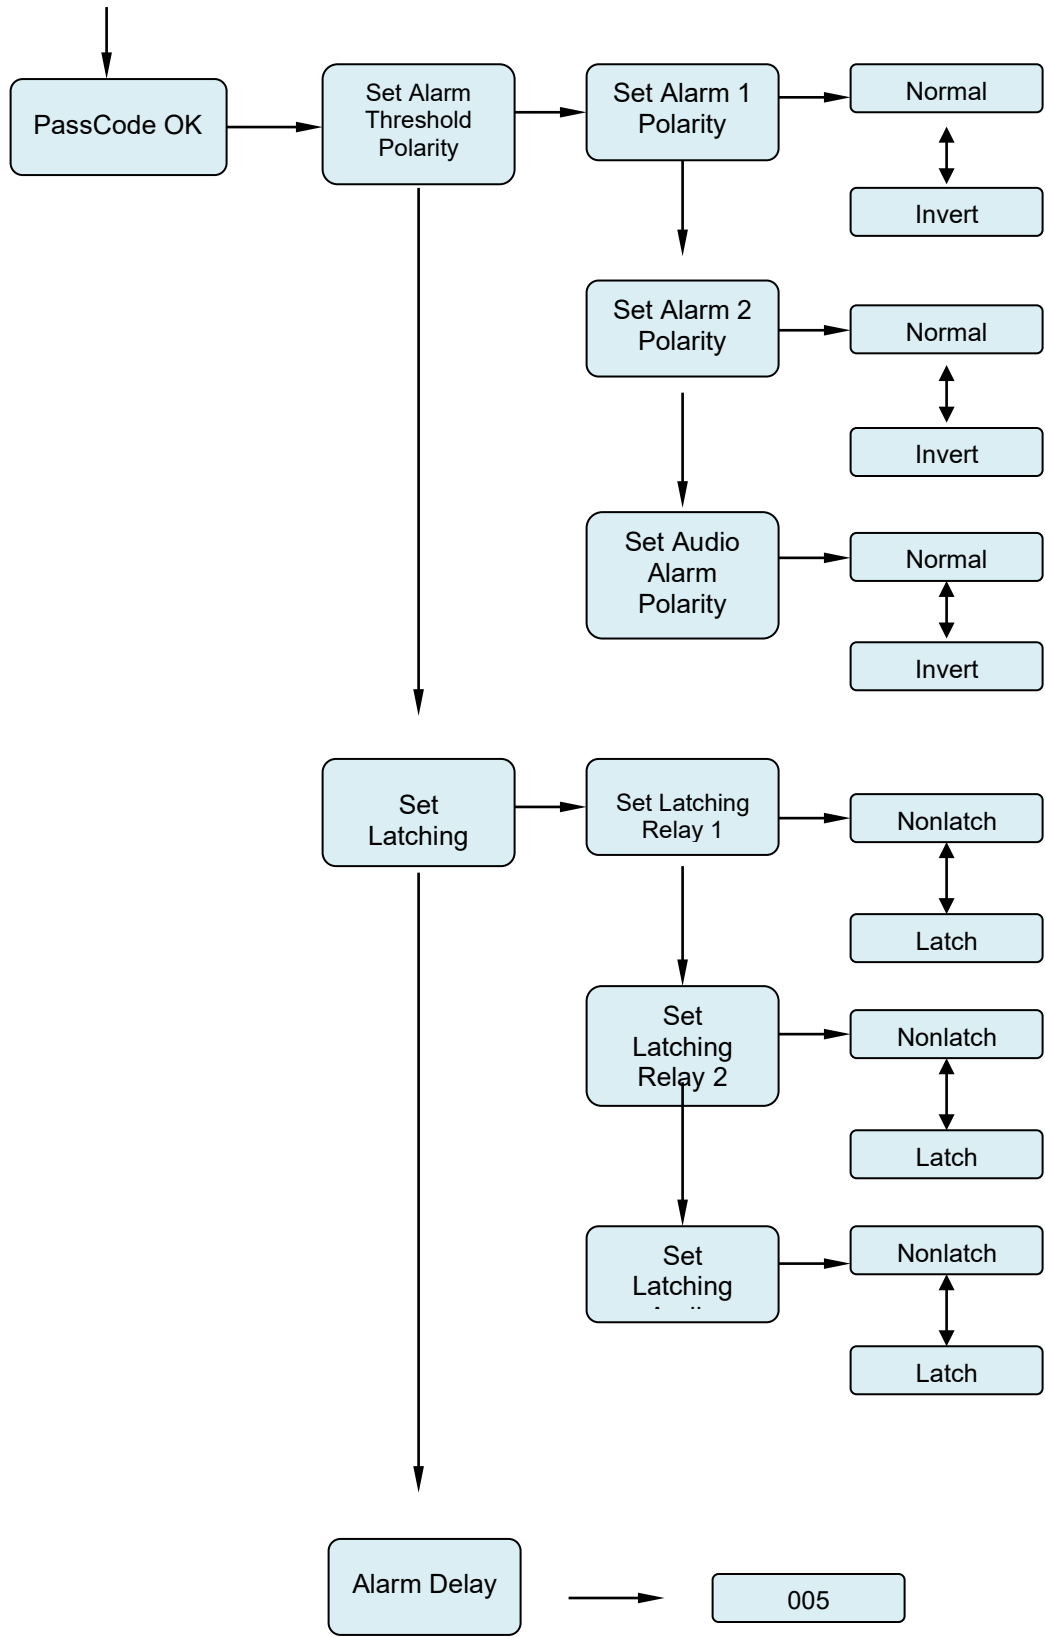 PassCode OK
Set Alarm
Threshold
Polarity
Set Alarm 1
Polarity
Normal
Invert
Set Alarm 2
Polarity
Normal
Invert
Set Audio
Alarm
Polarity
Normal
Invert
Set
Latching
Set Latching
Relay 1
Nonlatch
Latch
Set
Latching
Relay 2
Nonlatch
Latch
Set
Latching
Nonlatch
Latch
Alarm Delay
005